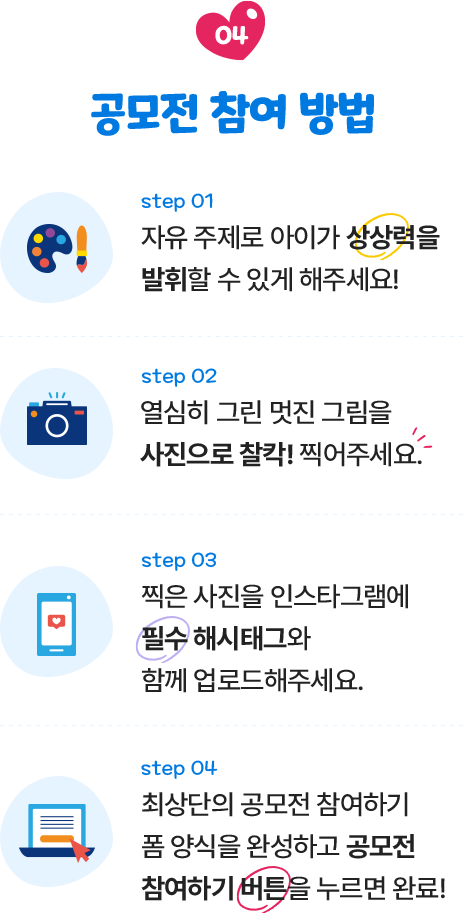 04
공모전 참여 방법
step 01
자유 주제로 아이가 상상력을
발휘할 수 있게 해주세요!
step 02
열심히 그린 멋진 그림을
사진으로 찰칵! 찍어주세요.
step 03
찍은 사진을 인스타그램에
필수 해시태그와
함께 업로드해주세요.
step 04
최상단의 공모전 참여하기
폼 양식을 완성하고 공모전
참여하기 버튼을 누르면 완료!